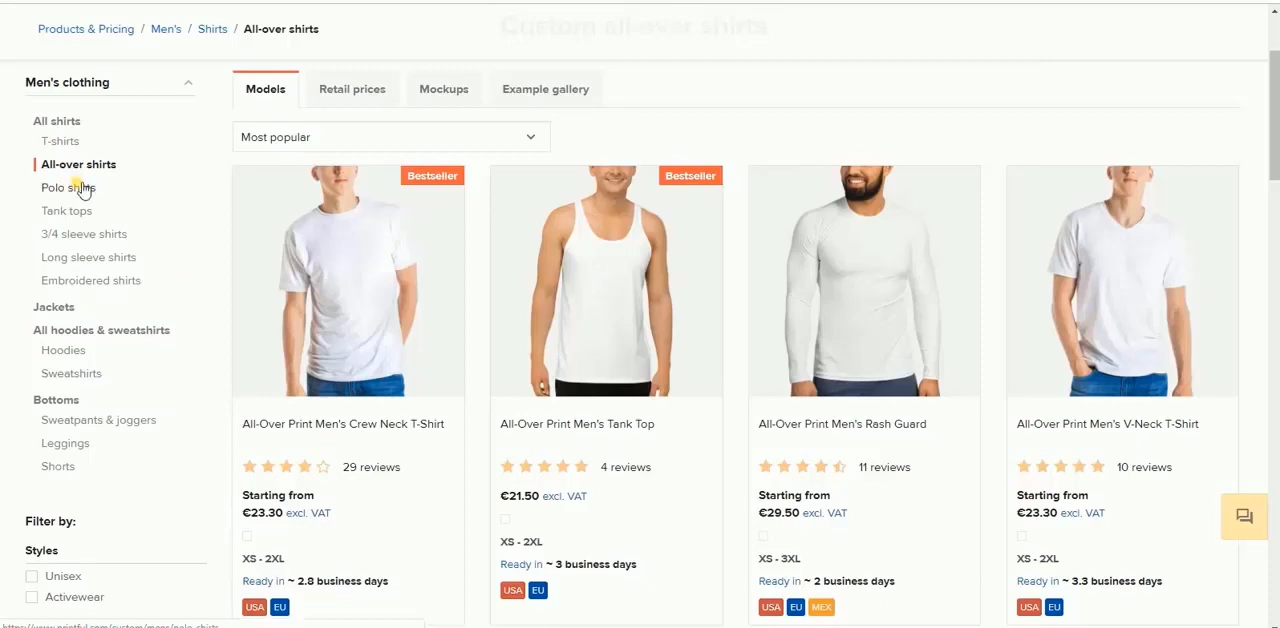 Custom all-over shirts
Products & Pricing / Men's / Shirts / All-over shirts
Men's clothing
All shirts
T-shirts
All-over shirts
Polo shirts
Tank tops
3/4 sleeve shirts
Long sleeve shirts
Embroidered shirts
Jackets
All hoodies & sweatshirts
Hoodies
Sweatshirts
Bottoms
Sweatpants & joggers
Leggings
Shorts
Filter by:
Styles
Unisex
Activewear
Models
Retail prices
Mockups
Example gallery
Most popular
Bestseller
All-Over Print Men's Crew Neck T-Shirt
29 reviews
Starting from
€23.30 excl. VAT
XS - 2XL
Ready in ~ 2.8 business days
USA EU
Bestseller
All-Over Print Men's Tank Top
4 reviews
€21.50 excl. VAT
XS - 2XL
Ready in ~ 3 business days
USA EU
All-Over Print Men's Rash Guard
11 reviews
Starting from
€29.50 excl. VAT
XS - 3XL
Ready in ~ 2 business days
USA EU MEX
All-Over Print Men's V-Neck T-Shirt
10 reviews
Starting from
€23.30 excl. VAT
XS - 2XL
Ready in ~ 3.3 business days
USA EU